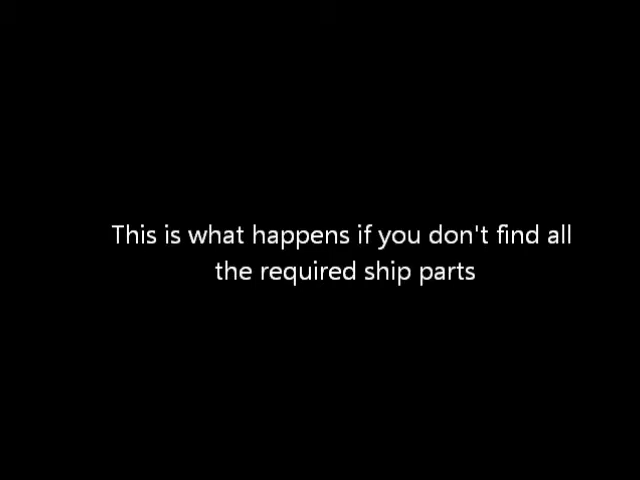 This is what happens if you don't find all
the required ship parts